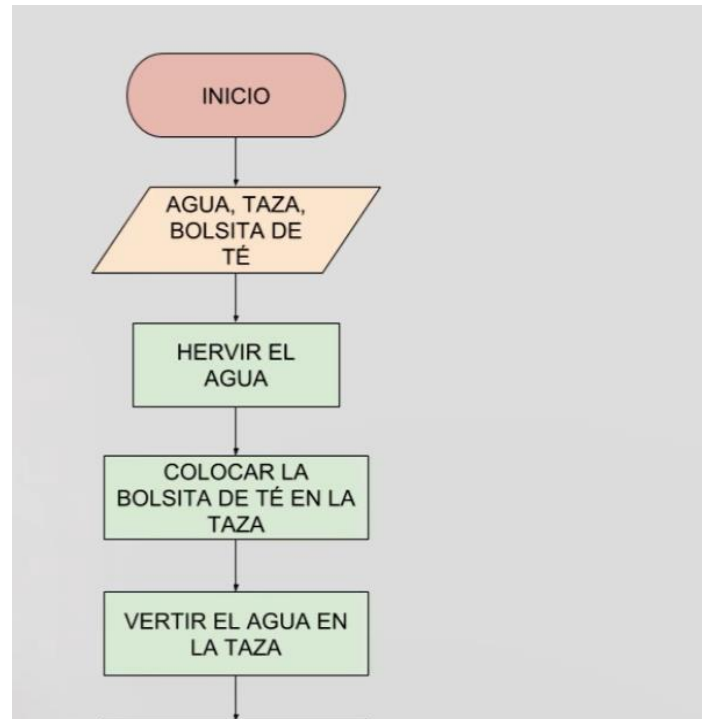 INICIO
AGUA, TAZA,
BOLSITA DE
TÉ
HERVIR EL
AGUA
COLOCAR LA
BOLSITA DE TÉ EN LA
TAZA
VERTIR EL AGUA EN
LA TAZA